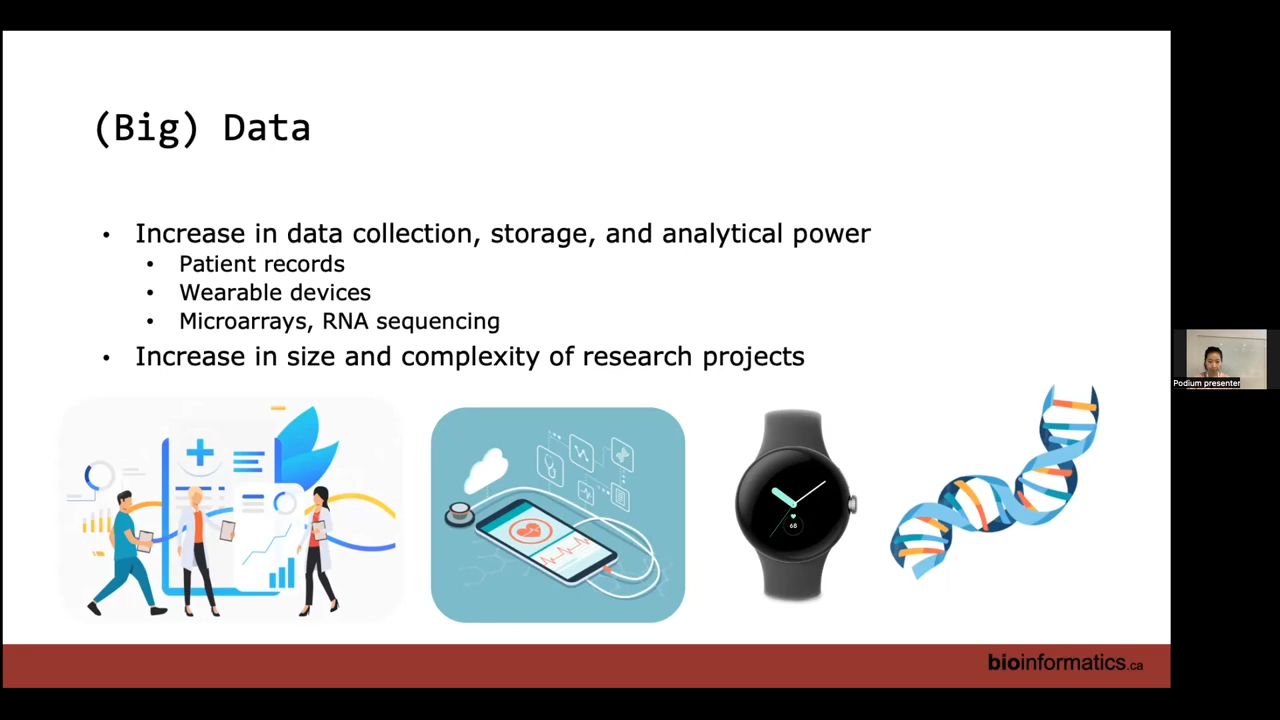 (Big) Data
• Increase in data collection, storage, and analytical power
• Patient records
• Wearable devices
• Microarrays, RNA sequencing
• Increase in size and complexity of research projects
Podium presenter
68
bioinformatics.ca